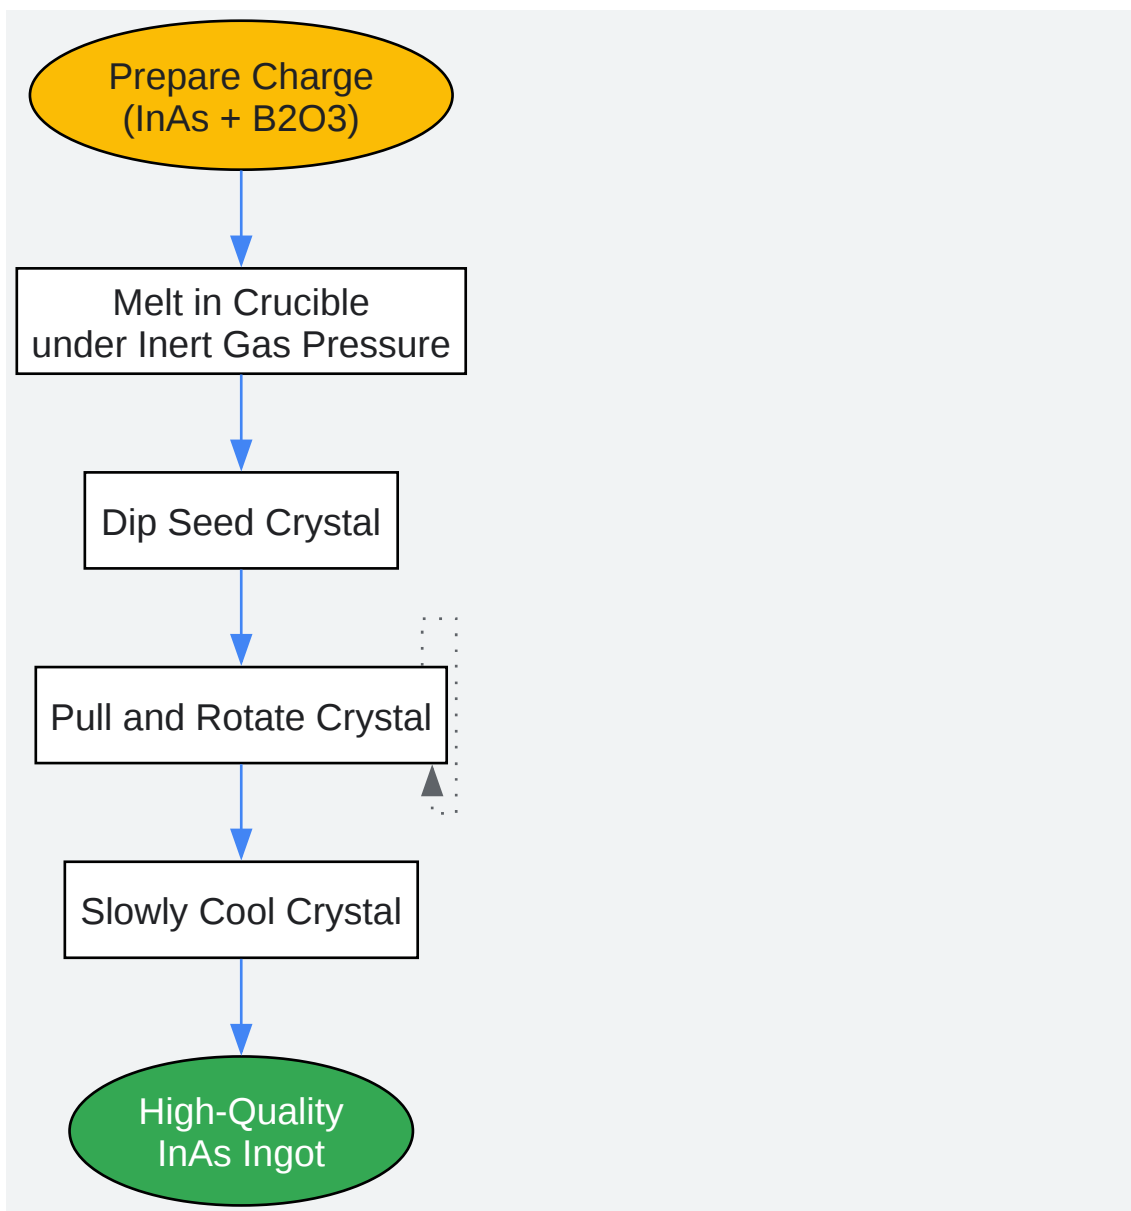 Prepare Charge
(InAs + B2O3)
Melt in Crucible
under Inert Gas Pressure
Dip Seed Crystal
Pull and Rotate Crystal
Slowly Cool Crystal
High-Quality
InAs Ingot